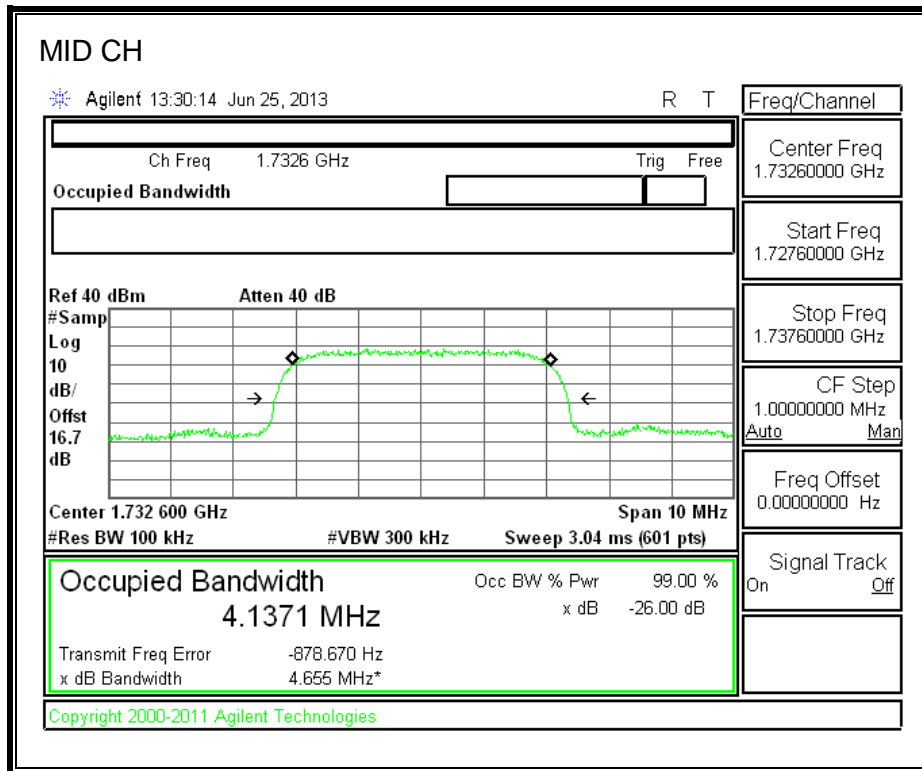 MID CH
Agilent 13:30:14 Jun 25, 2013 R T
Freq/Channel
Ch Freq 1.7326 GHz Trig Free
Occupied Bandwidth
Center Freq
1.73260000 GHz
Start Freq
1.72760000 GHz
Stop Freq
1.73760000 GHz
CF Step
1.00000000 MHz
Auto Man
Freq Offset
0.00000000 Hz
Signal Track
On Off
Ref 40 dBm Atten 40 dB
#Samp
Log
10
dB/
Offst
16.7
dB
Center 1.732 600 GHz Span 10 MHz
#Res BW 100 kHz #VBW 300 kHz Sweep 3.04 ms (601 pts)
Occupied Bandwidth Occ BW % Pwr 99.00 %
4.1371 MHz x dB -26.00 dB
Transmit Freq Error -878.670 Hz
x dB Bandwidth 4.655 MHz*
Copyright 2000-2011 Agilent Technologies